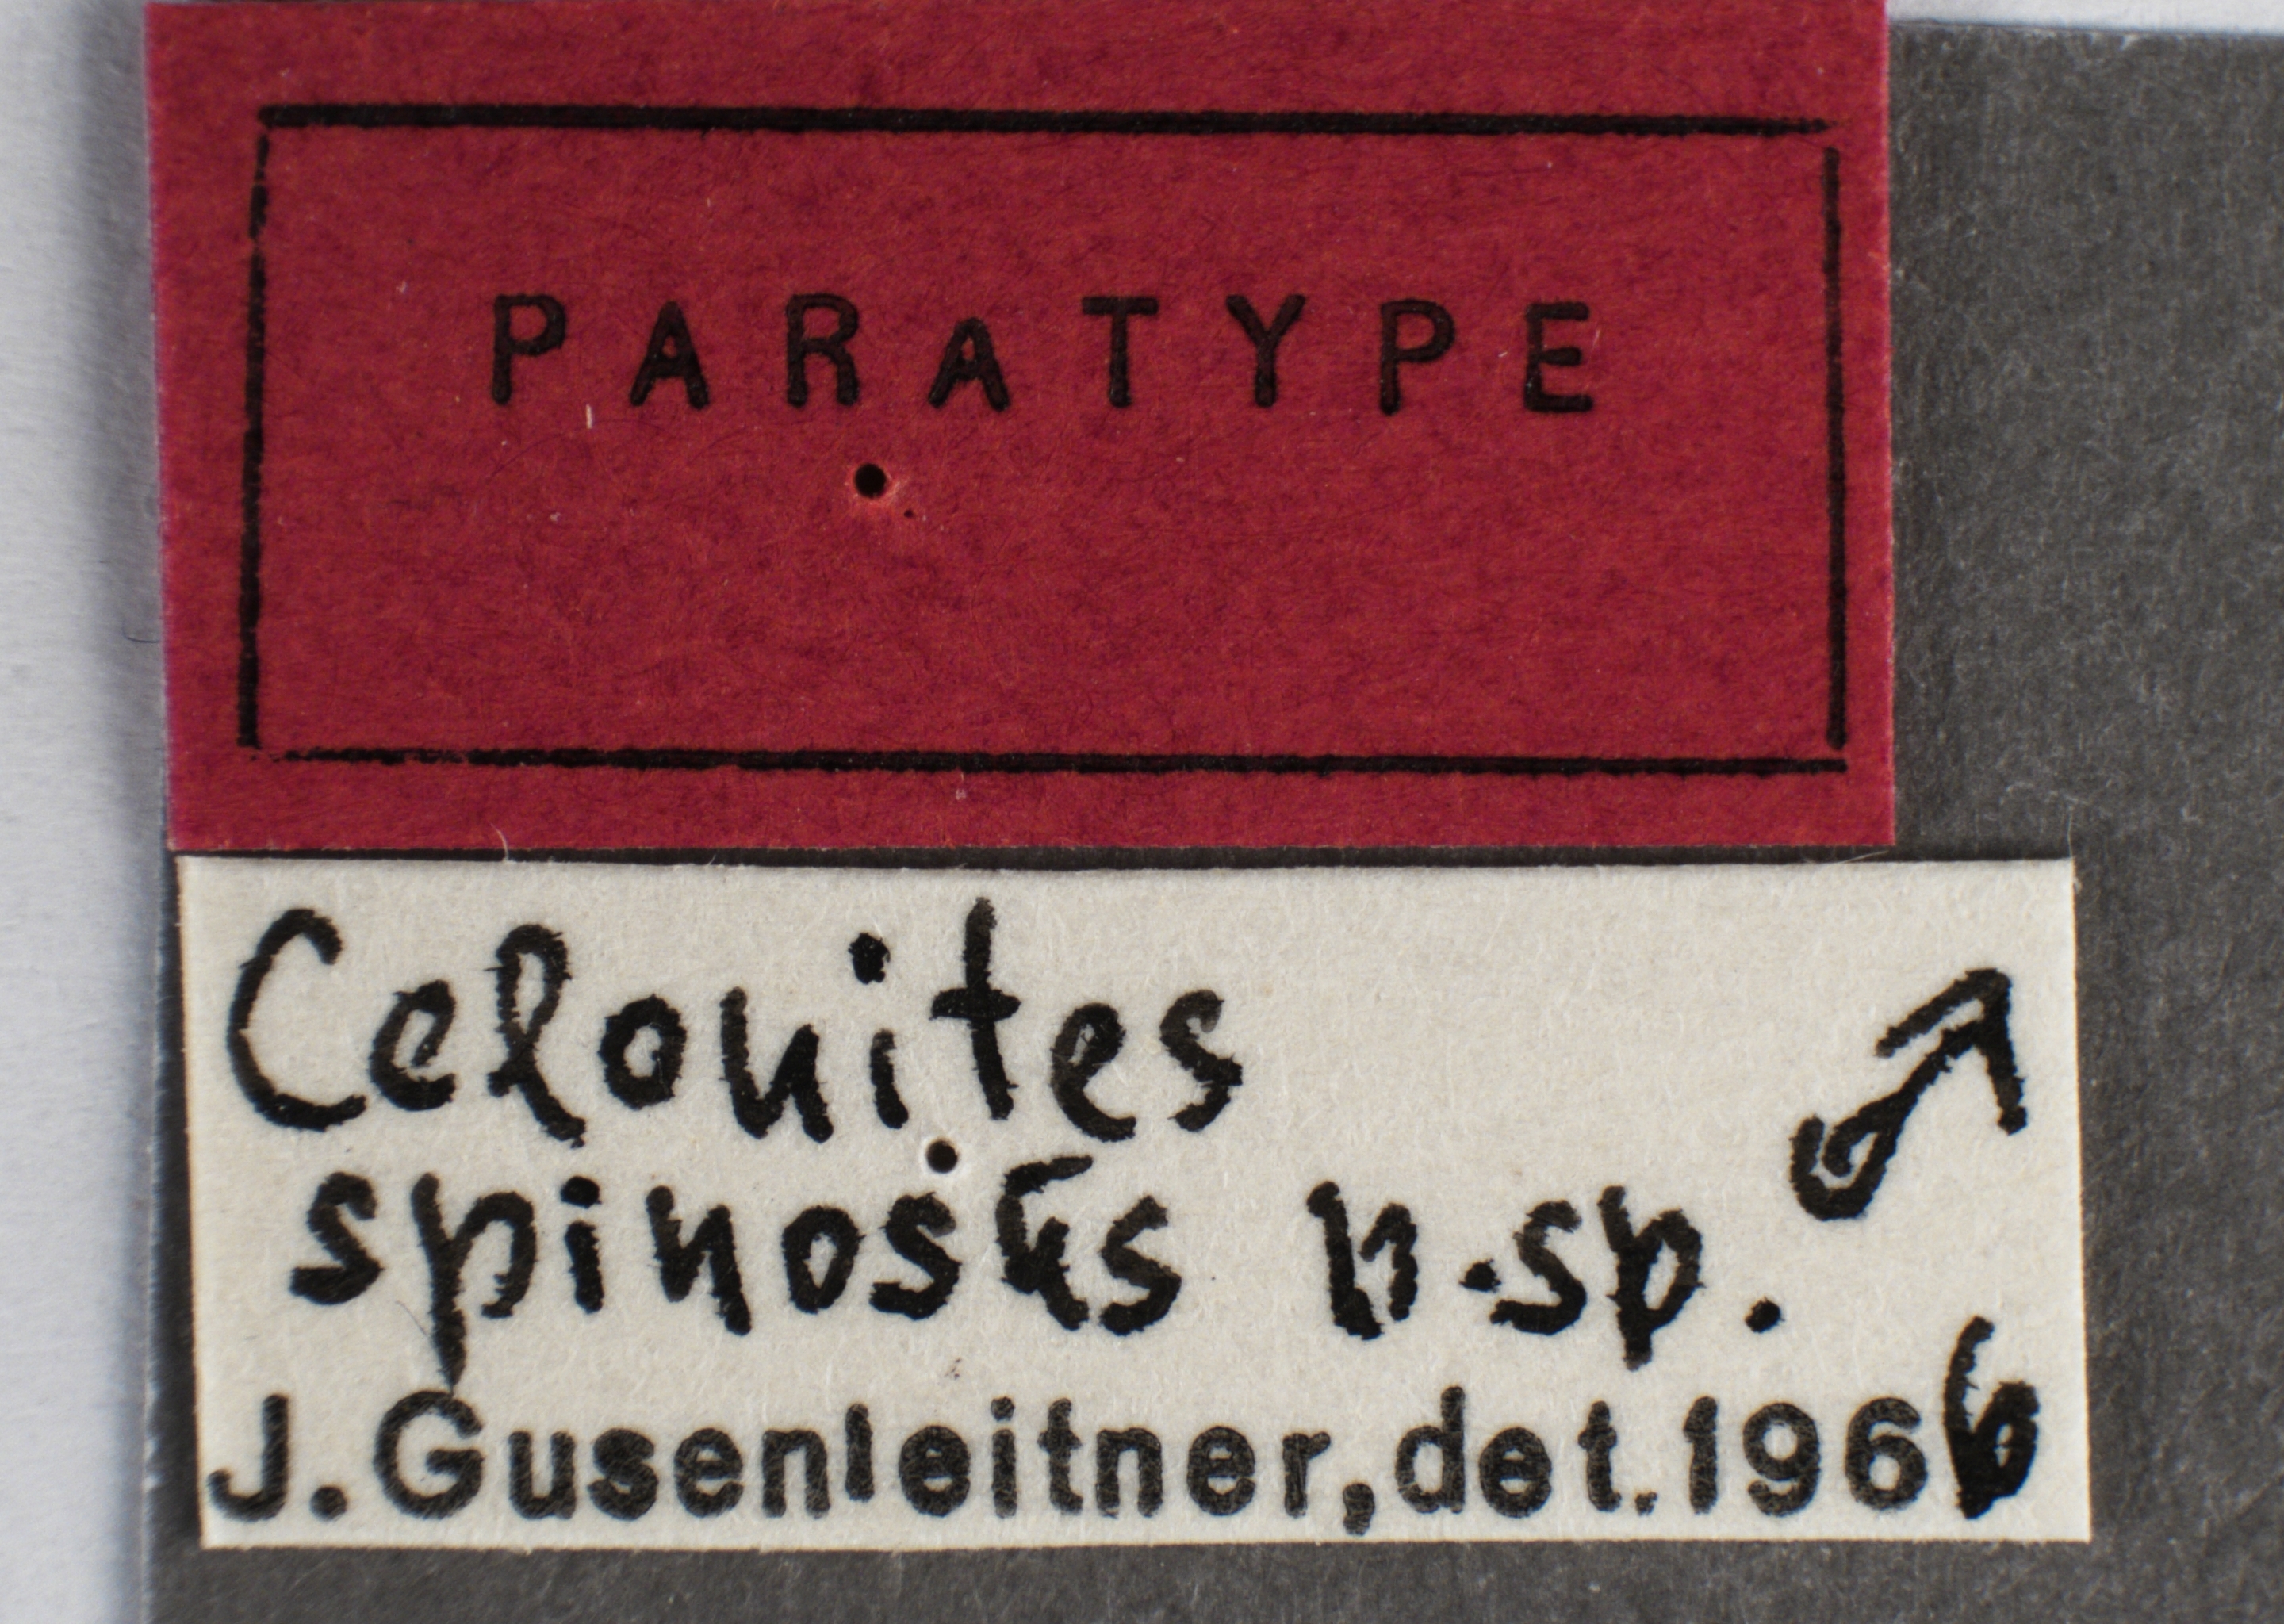 PARATYPE
Celonites ♂
spinosus n.sp.
J.Gusenleitner,det.1966